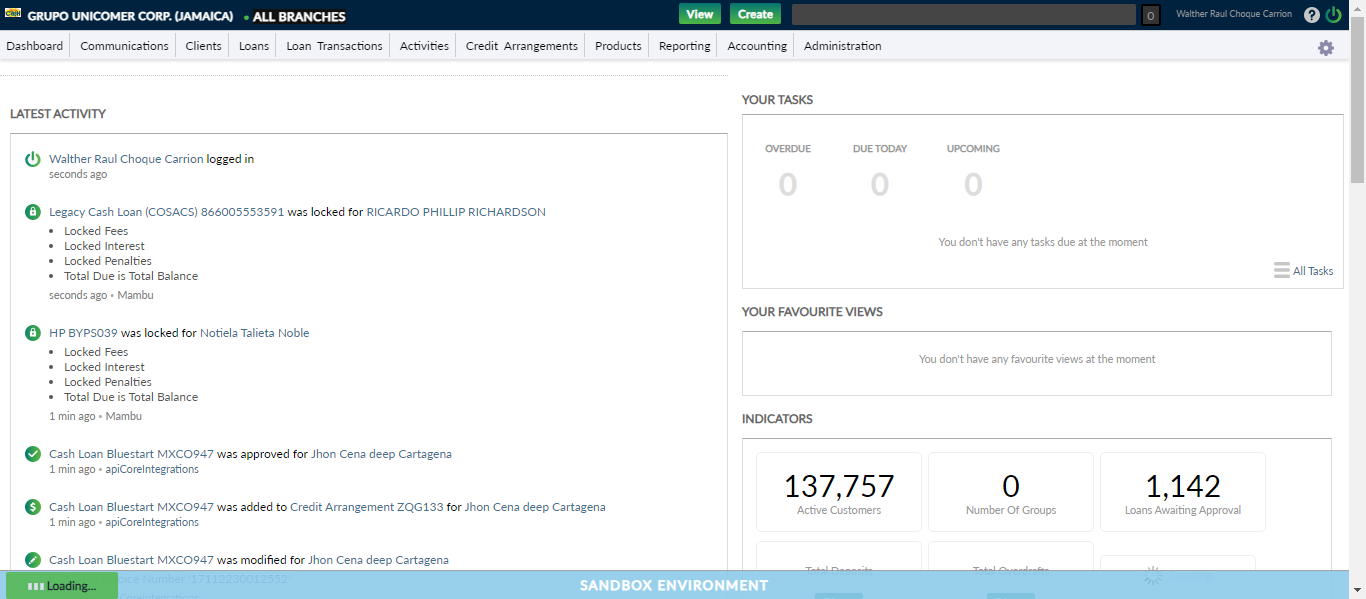 GRUPO UNICOMER CORP. (JAMAICA) • ALL BRANCHES View Create 0 Walther Raul Choque Carrion ?
Dashboard Communications Clients Loans Loan Transactions Activities Credit Arrangements Products Reporting Accounting Administration
LATEST ACTIVITY
Walther Raul Choque Carrion logged in
seconds ago
Legacy Cash Loan (COSACS) 866005553591 was locked for RICARDO PHILLIP RICHARDSON
• Locked Fees
• Locked Interest
• Locked Penalties
• Total Due is Total Balance
seconds ago • Mambu
HP BYPS039 was locked for Notiela Talieta Noble
• Locked Fees
• Locked Interest
• Locked Penalties
• Total Due is Total Balance
1 min ago • Mambu
Cash Loan Bluestart MXCO947 was approved for Jhon Cena deep Cartagena
1 min ago • apiCoreIntegrations
$ Cash Loan Bluestart MXCO947 was added to Credit Arrangement ZQG133 for Jhon Cena deep Cartagena
1 min ago • apiCoreIntegrations
Cash Loan Bluestart MXCO947 was modified for Jhon Cena deep Cartagena
Number '17112230012552'
YOUR TASKS
OVERDUE DUE TODAY UPCOMING
0 0 0
You don't have any tasks due at the moment
All Tasks
YOUR FAVOURITE VIEWS
You don't have any favourite views at the moment
INDICATORS
137,757 0 1,142
Active Customers Number Of Groups Loans Awaiting Approval
Total Deposits Total Overdrafts
Loading... SANDBOX ENVIRONMENT